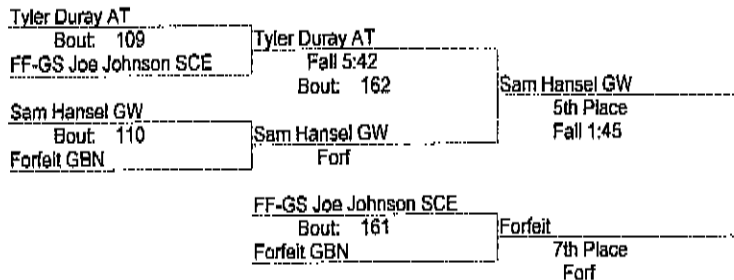 Tyler Duray AT
Bout: 109
FF-GS Joe Johnson SCE
Tyler Duray AT
Fall 5:42
Bout: 162
Sam Hansel GW
Bout: 110
Forfeit GBN
Sam Hansel GW
Forf
Sam Hansel GW
5th Place
Fall 1:45
FF-GS Joe Johnson SCE
Bout: 161
Forfeit GBN
Forfeit
7th Place
Forf